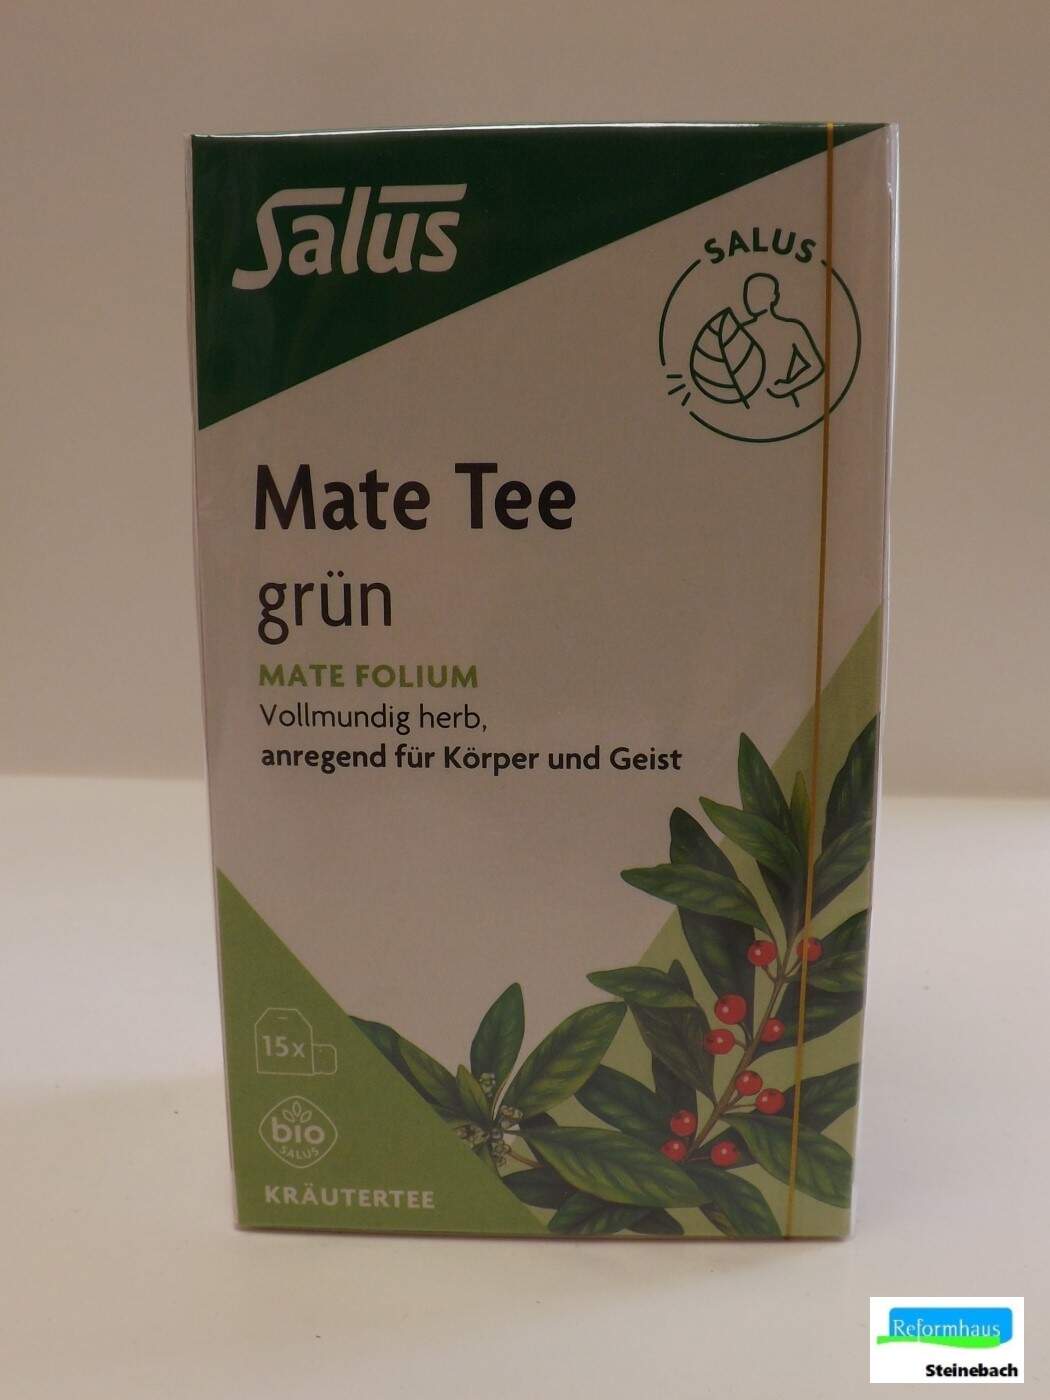 Salus
SALUS
Mate Tee
grün
MATE FOLIUM
Vollmundig herb,
anregend für Körper und Geist
15x
bio
SALUS
KRÄUTERTEE
Reformhaus
Steinebach